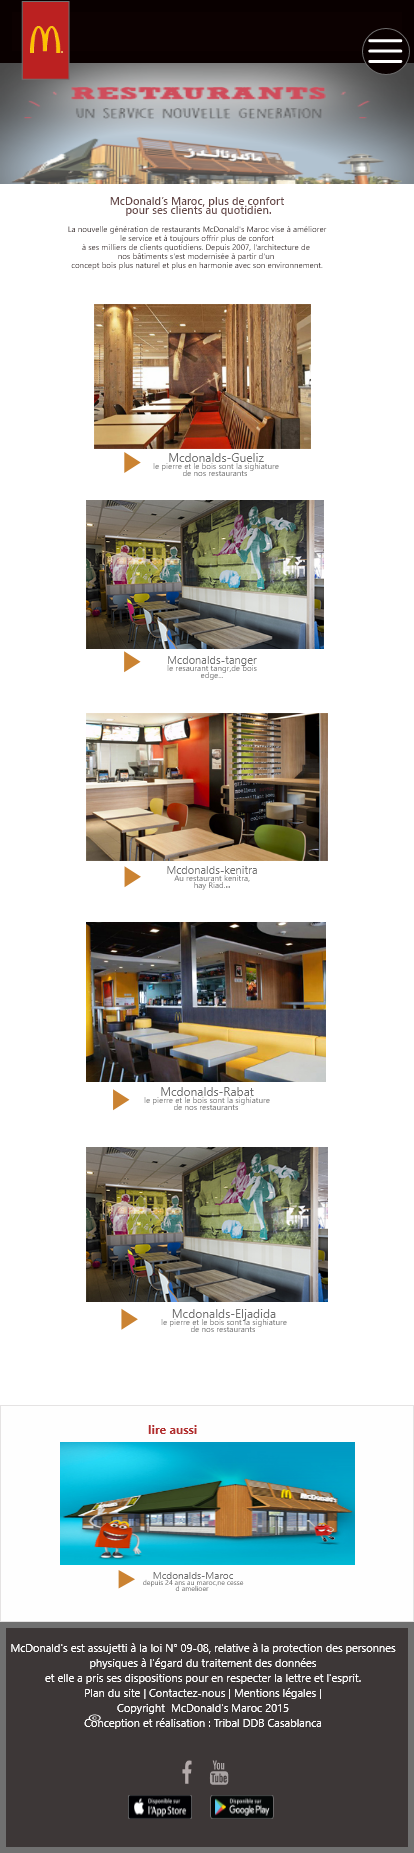 RESTAURANTS
UN SERVICE NOUVELLE GENERATION
ماكدونالدز
McDonald's Maroc, plus de confort
pour ses clients au quotidien.
La nouvelle génération de restaurants McDonald's Maroc vise à améliorer
le service et à toujours offrir plus de confort
à ses milliers de clients quotidiens. Depuis 2007, l'architecture de
nos bâtiments s'est modernisée à partir d'un
concept bois plus naturel et plus en harmonie avec son environnement.
Mcdonalds-Gueliz
le pierre et le bois sont la sighiature
de nos restaurants
Mcdonalds-tanger
le resaurant tangr,de bois
edge...
Mcdonalds-kenitra
Au restaurant kenitra,
hay Riad...
Mcdonalds-Rabat
le pierre et le bois sont la sighiature
de nos restaurants
Mcdonalds-Eljadida
le pierre et le bois sont la sighiature
de nos restaurants
lire aussi
McDonald's
Mcdonalds-Maroc
depuis 24 ans au maroc,ne cesse
d amelioer
McDonald's est assujetti à la loi N° 09-08, relative à la protection des personnes
physiques à l'égard du traitement des données
et elle a pris ses dispositions pour en respecter la lettre et l'esprit.
Plan du site | Contactez-nous | Mentions légales |
Copyright McDonald's Maroc 2015
Conception et réalisation : Tribal DDB Casablanca
You
Tube
Disponible sur
l'App Store
Disponible sur
Google Play